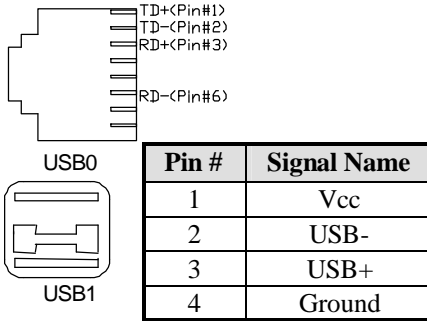 TD+(Pin#1)
TD-(Pin#2)
RD+(Pin#3)
RD-(Pin#6)
USB0
USB1
Pin # Signal Name
1 Vcc
2 USB-
3 USB+
4 Ground